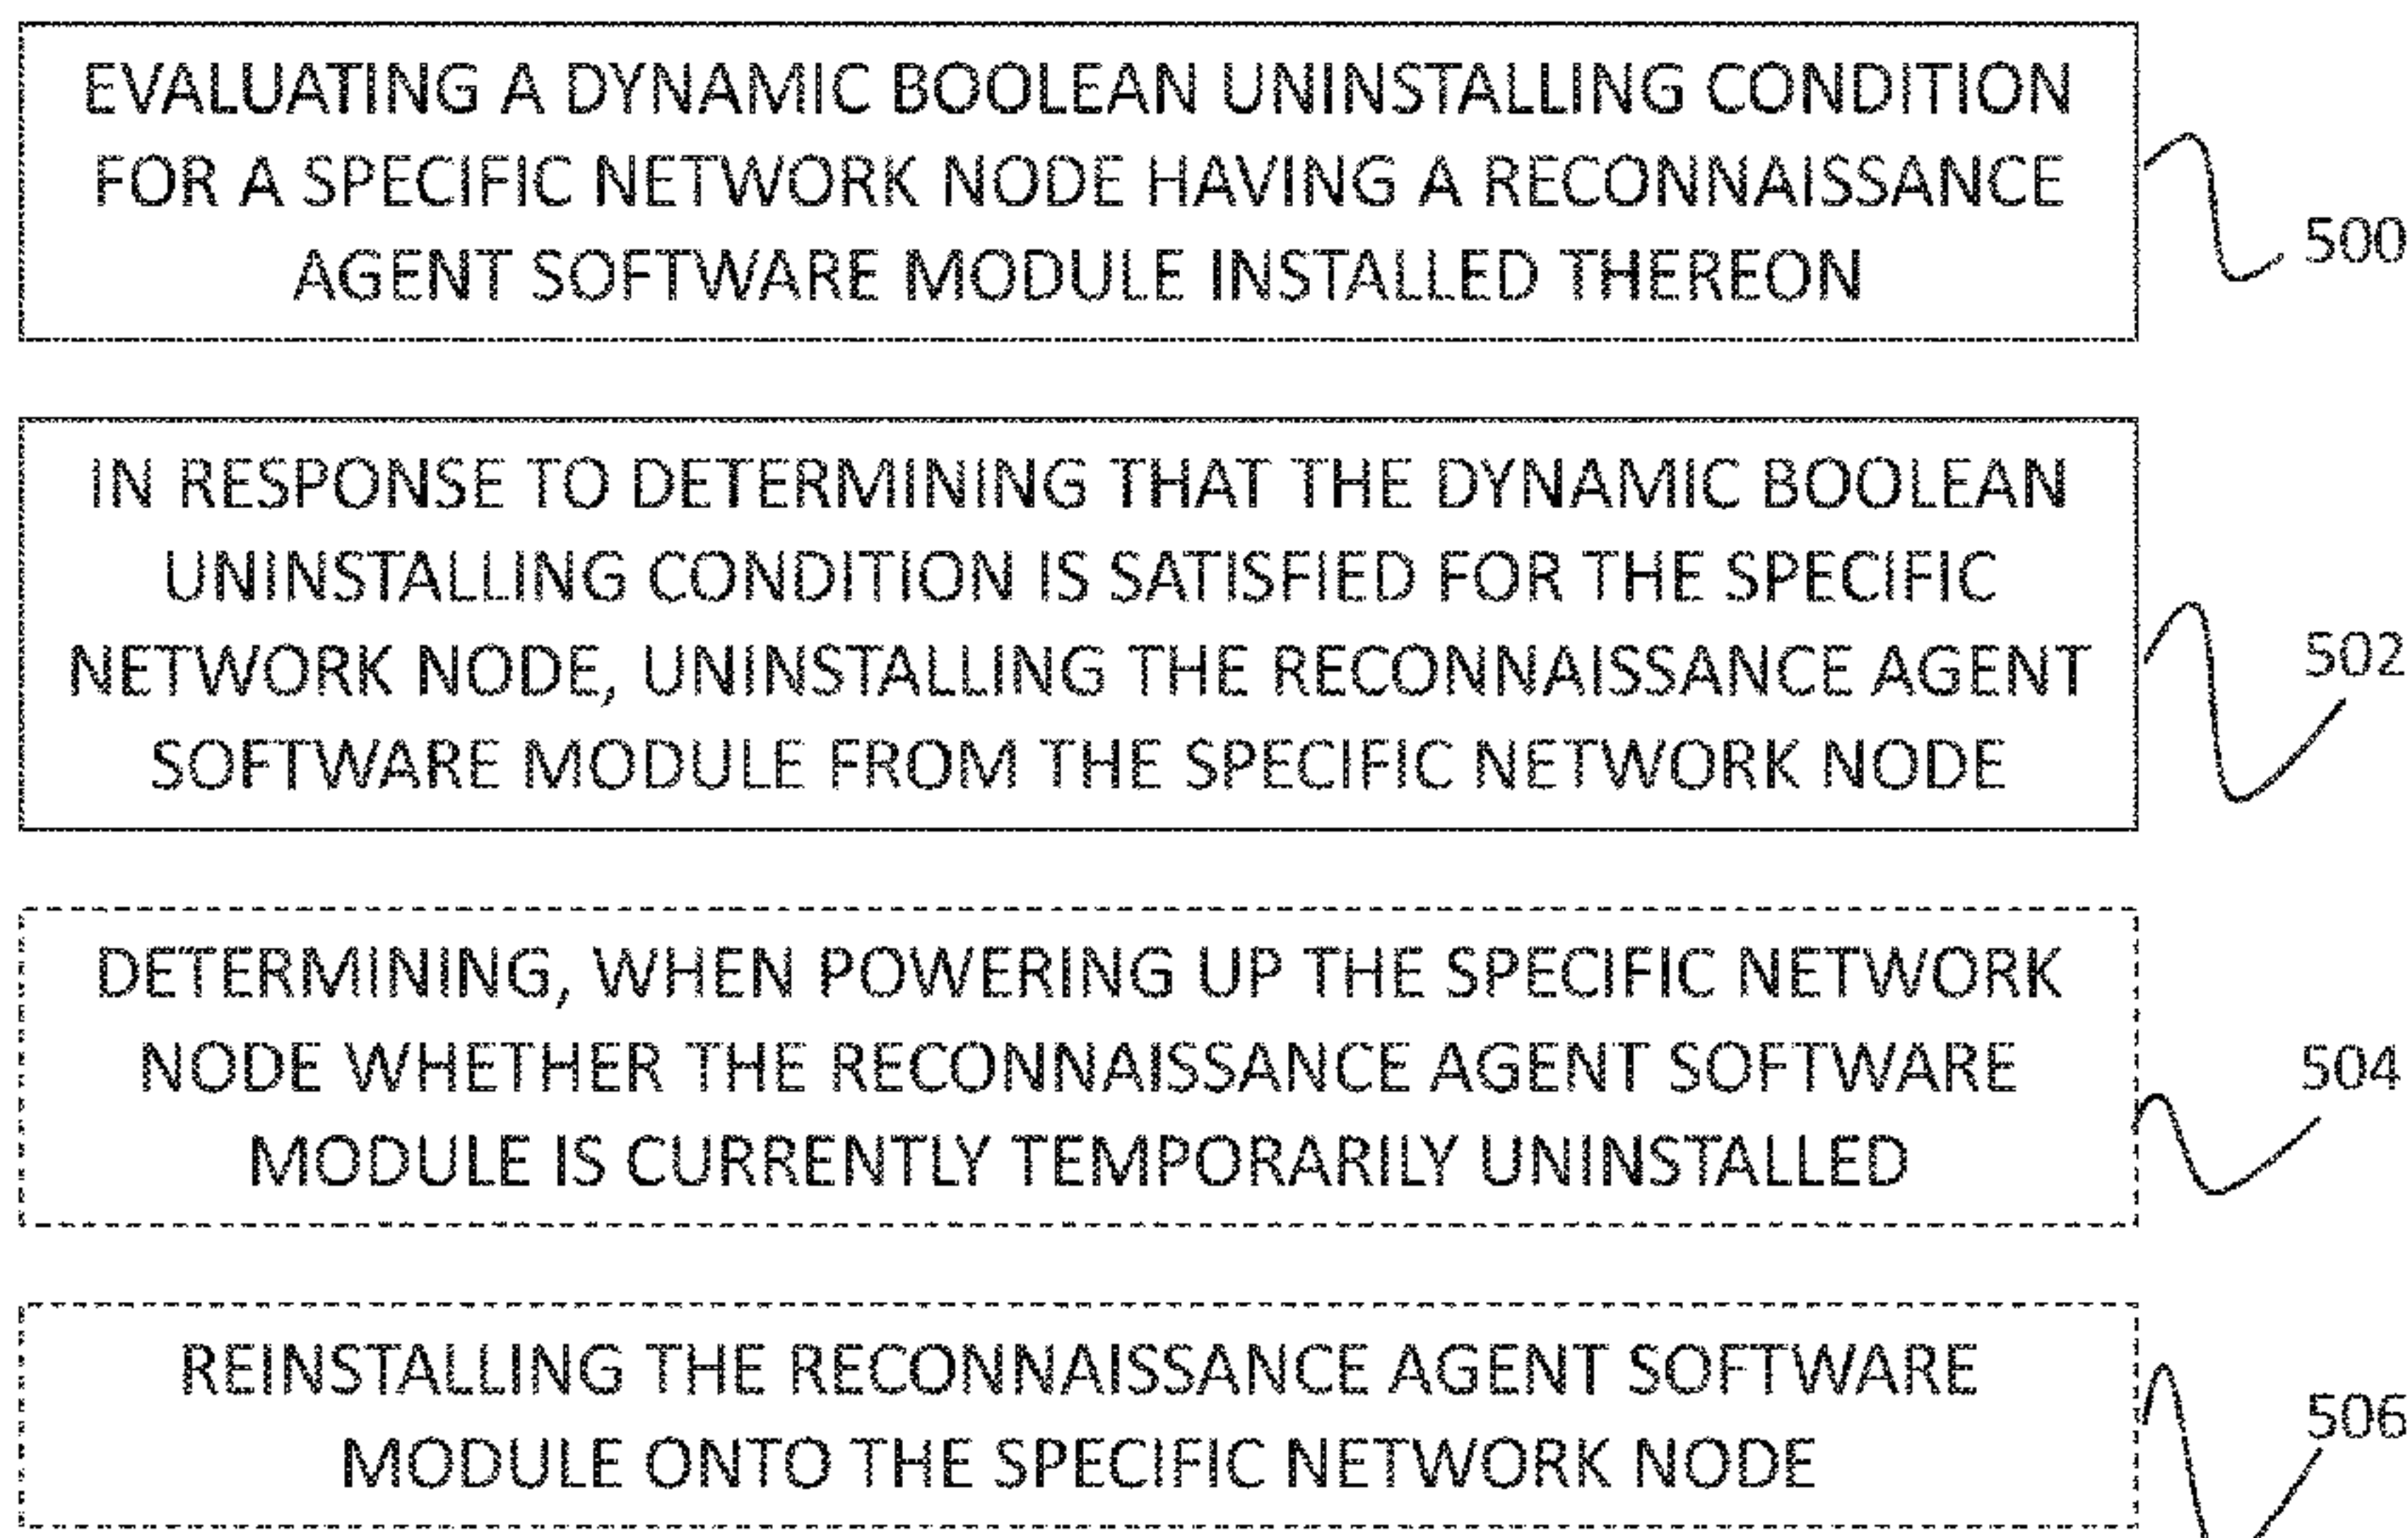 EVALUATING A DYNAMIC BOOLEAN UNINSTALLING CONDITION
FOR A SPECIFIC NETWORK NODE HAVING A RECONNAISSANCE
AGENT SOFTWARE MODULE INSTALLED THEREON
500
IN RESPONSE TO DETERMINING THAT THE DYNAMIC BOOLEAN
UNINSTALLING CONDITION IS SATISFIED FOR THE SPECIFIC
NETWORK NODE, UNINSTALLING THE RECONNAISSANCE AGENT
SOFTWARE MODULE FROM THE SPECIFIC NETWORK NODE
502
DETERMINING, WHEN POWERING UP THE SPECIFIC NETWORK
NODE WHETHER THE RECONNAISSANCE AGENT SOFTWARE
MODULE IS CURRENTLY TEMPORARILY UNINSTALLED
504
REINSTALLING THE RECONNAISSANCE AGENT SOFTWARE
MODULE ONTO THE SPECIFIC NETWORK NODE
506